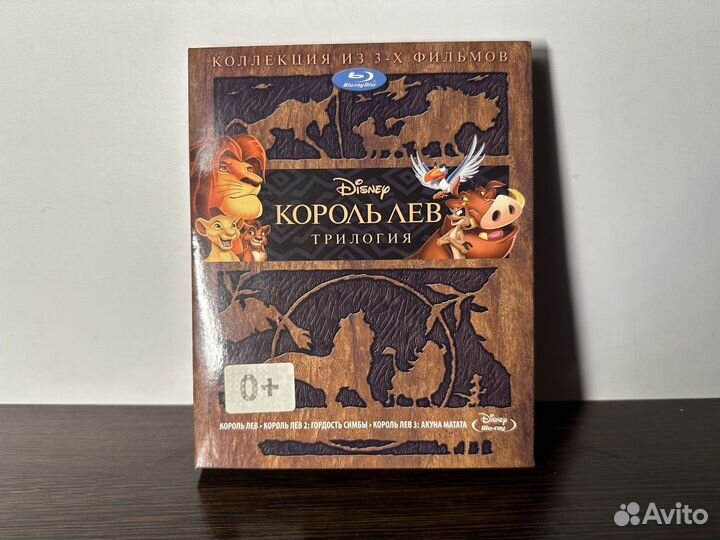 КОЛЛЕКЦИЯ ИЗ 3-Х ФИЛЬМОВ
Blu-ray Disc
Disney
КОРОЛЬ ЛЕВ
ТРИЛОГИЯ
0+
КОРОЛЬ ЛЕВ • КОРОЛЬ ЛЕВ 2: ГОРДОСТЬ СИМБЫ • КОРОЛЬ ЛЕВ 3: АКУНА МАТАТА
Disney
Blu-ray
Avito